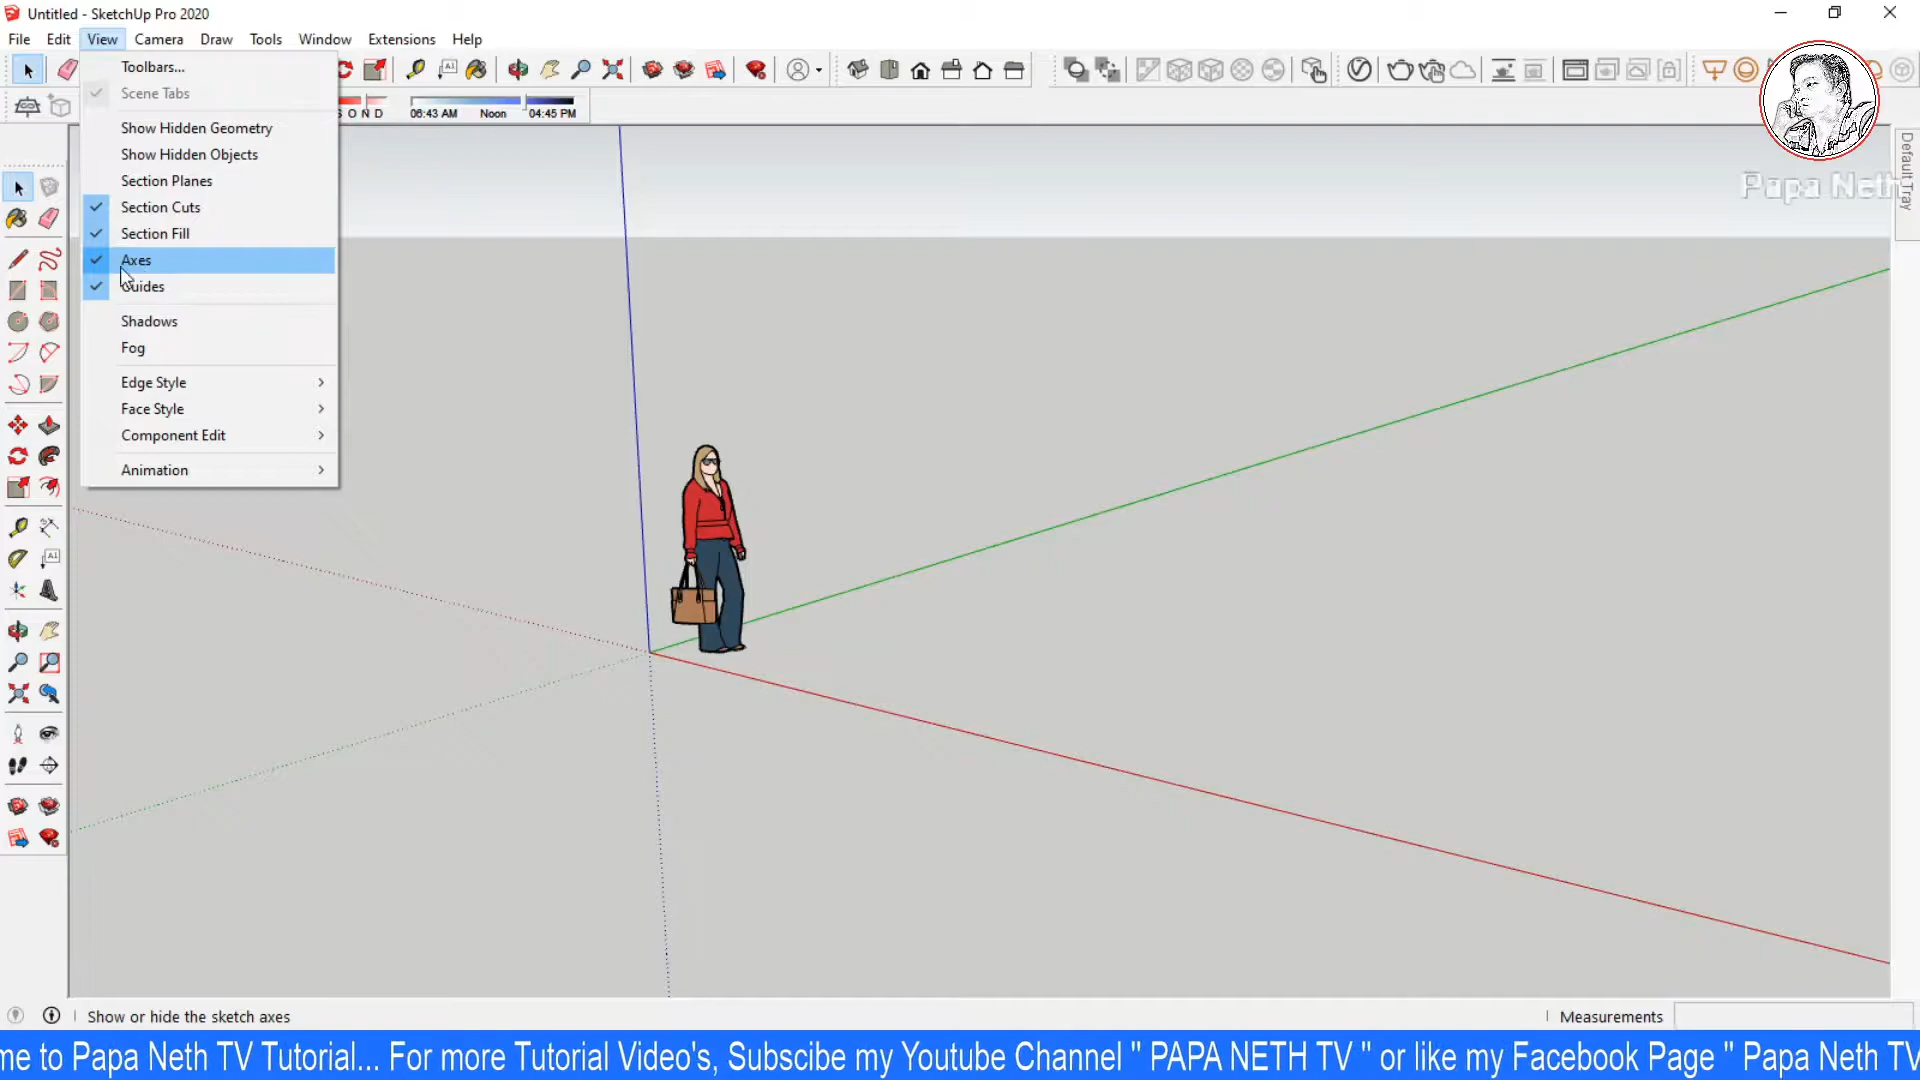 Untitled - SketchUp Pro 2020
File Edit View Camera Draw Tools Window Extensions Help
Toolbars...
Scene Tabs
Show Hidden Geometry
Show Hidden Objects
Section Planes
Section Cuts
Section Fill
Axes
Guides
Shadows
Fog
Edge Style
Face Style
Component Edit
Animation
S O N D
06:43 AM Noon 04:45 PM
Papa Neth
Default Tray
Show or hide the sketch axes
Measurements
me to Papa Neth TV Tutorial... For more Tutorial Video's, Subscibe my Youtube Channel " PAPA NETH TV " or like my Facebook Page " Papa Neth TV